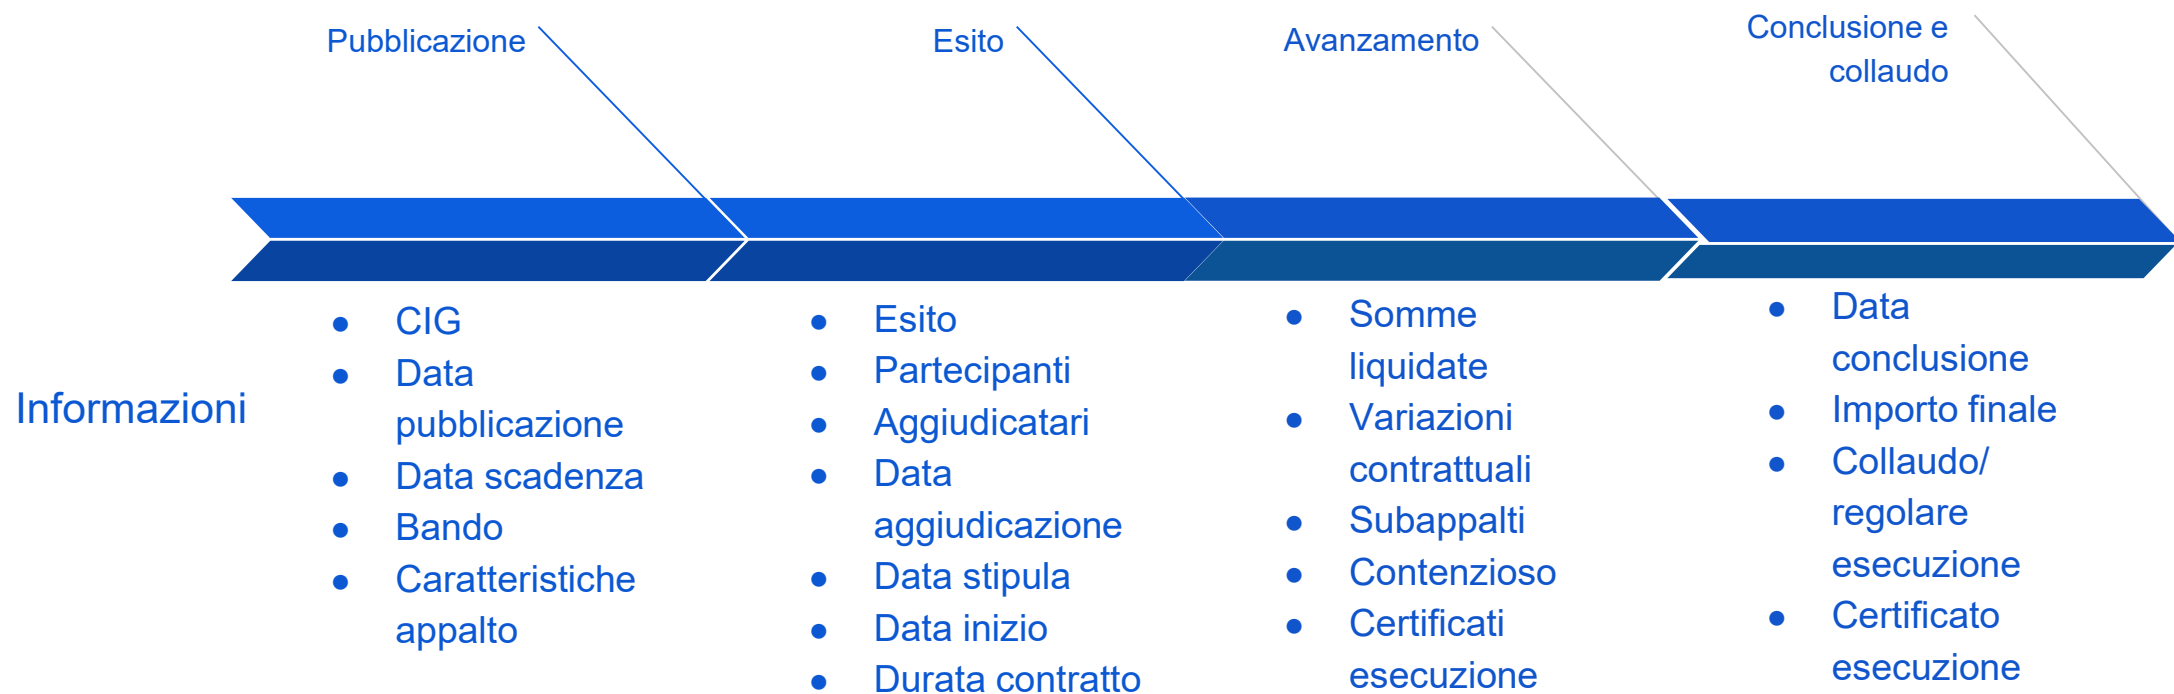 Pubblicazione
Esito
Avanzamento
Conclusione e
collaudo
Informazioni
● CIG
● Data
pubblicazione
● Data scadenza
● Bando
● Caratteristiche
appalto
● Esito
● Partecipanti
● Aggiudicatari
● Data
aggiudicazione
● Data stipula
● Data inizio
● Durata contratto
● Somme
liquidate
● Variazioni
contrattuali
● Subappalti
● Contenzioso
● Certificati
esecuzione
● Data
conclusione
● Importo finale
● Collaudo/
regolare
esecuzione
● Certificato
esecuzione